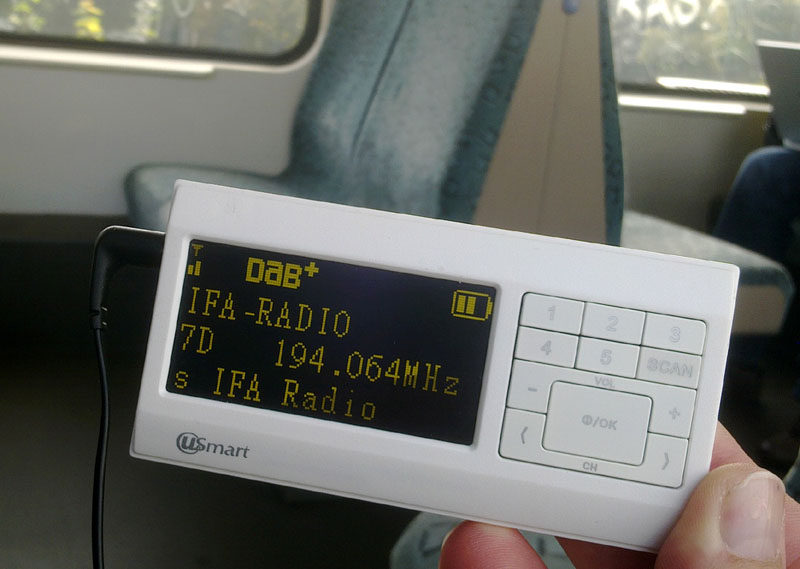 DAB+
IFA-RADIO
7D 194.064MHz
s IFA Radio
uSmart
1 2 3
4 5 SCAN
VOL
- +
⏻/OK
< >
CH